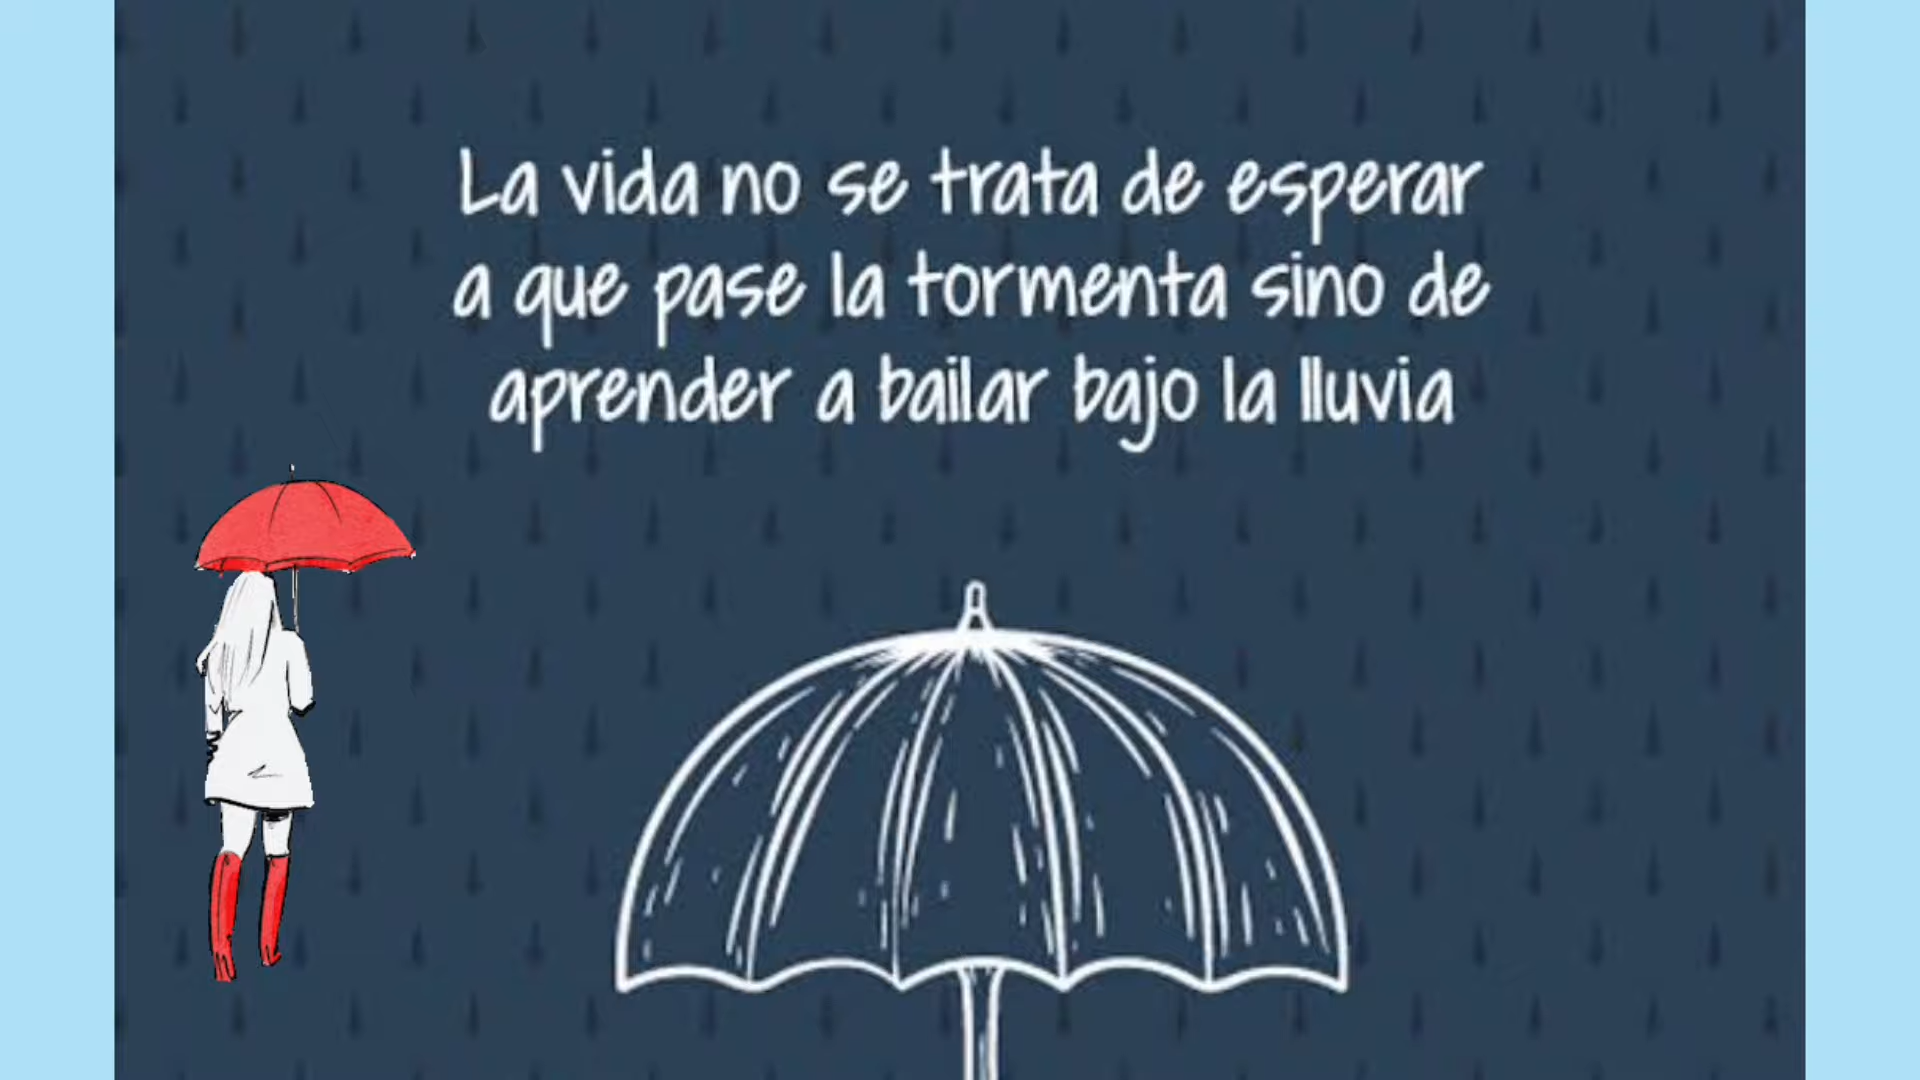 La vida no se trata de esperar
a que pase la tormenta sino de
aprender a bailar bajo la lluvia